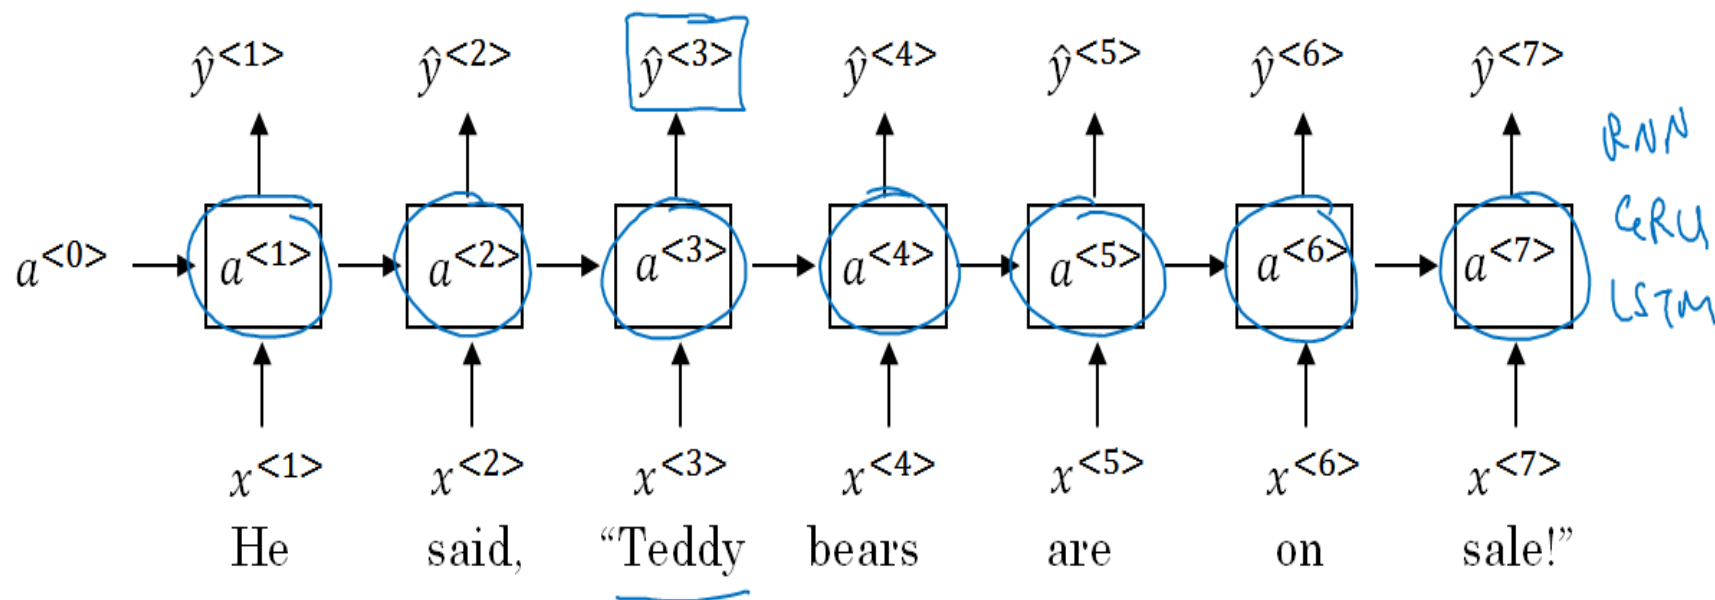 ŷ<1> ŷ<2> ŷ<3> ŷ<4> ŷ<5> ŷ<6> ŷ<7>
RNN
GRU
LSTM
a<0> a<1> a<2> a<3> a<4> a<5> a<6> a<7>
x<1> x<2> x<3> x<4> x<5> x<6> x<7>
He said, “Teddy bears are on sale!”